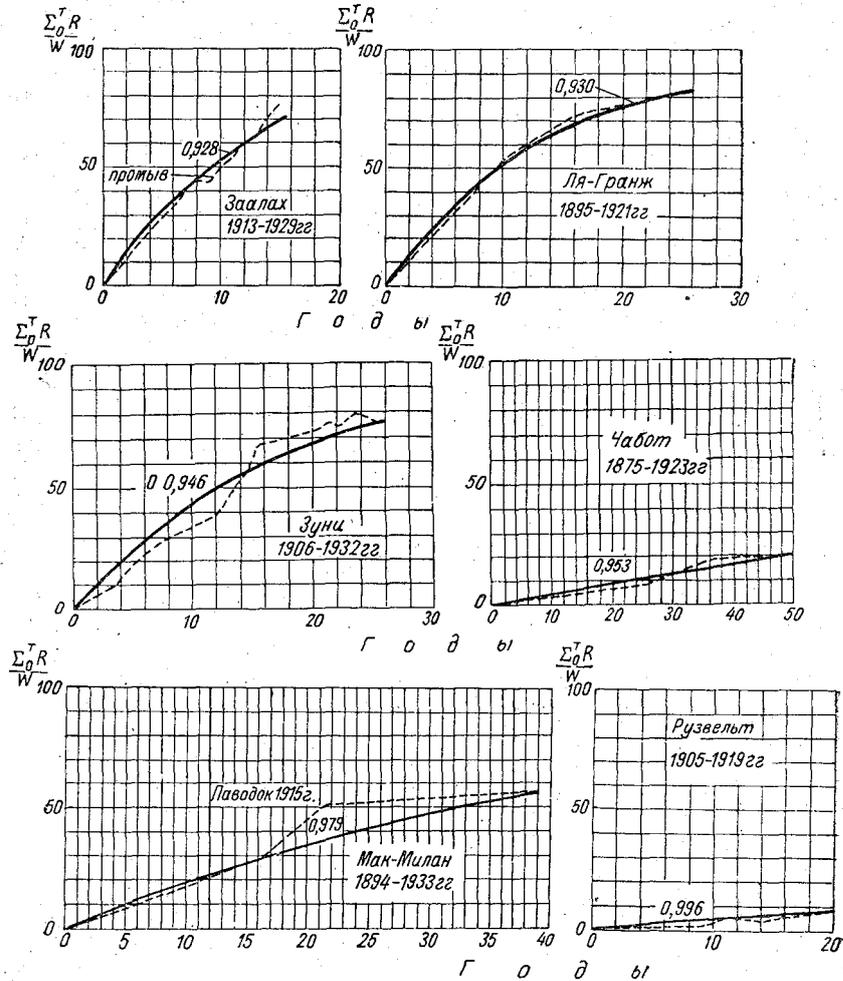 Σ₀ᵀR
W
100
50
0
0,928
промыв
Заалах
1913-1929гг
0 10 20
Σ₀ᵀR
W
100
50
0
0,930
Ля-Гранж
1895-1921гг
0 10 20 30
Годы
Σ₀ᵀR
W
100
50
0
0 0,946
Зуни
1906-1932гг
0 10 20 30
Σ₀ᵀR
W
100
50
0
Чабот
1875-1923гг
0,953
0 10 20 30 40 50
Годы
Σ₀ᵀR
W
100
50
0
Паводок 1915г.
0,979
Мак-Милан
1894-1933гг
0 5 10 15 20 25 30 35 40
Σ₀ᵀR
W
100
50
0
Рузвельт
1905-1919гг
0,996
0 10 20
Годы